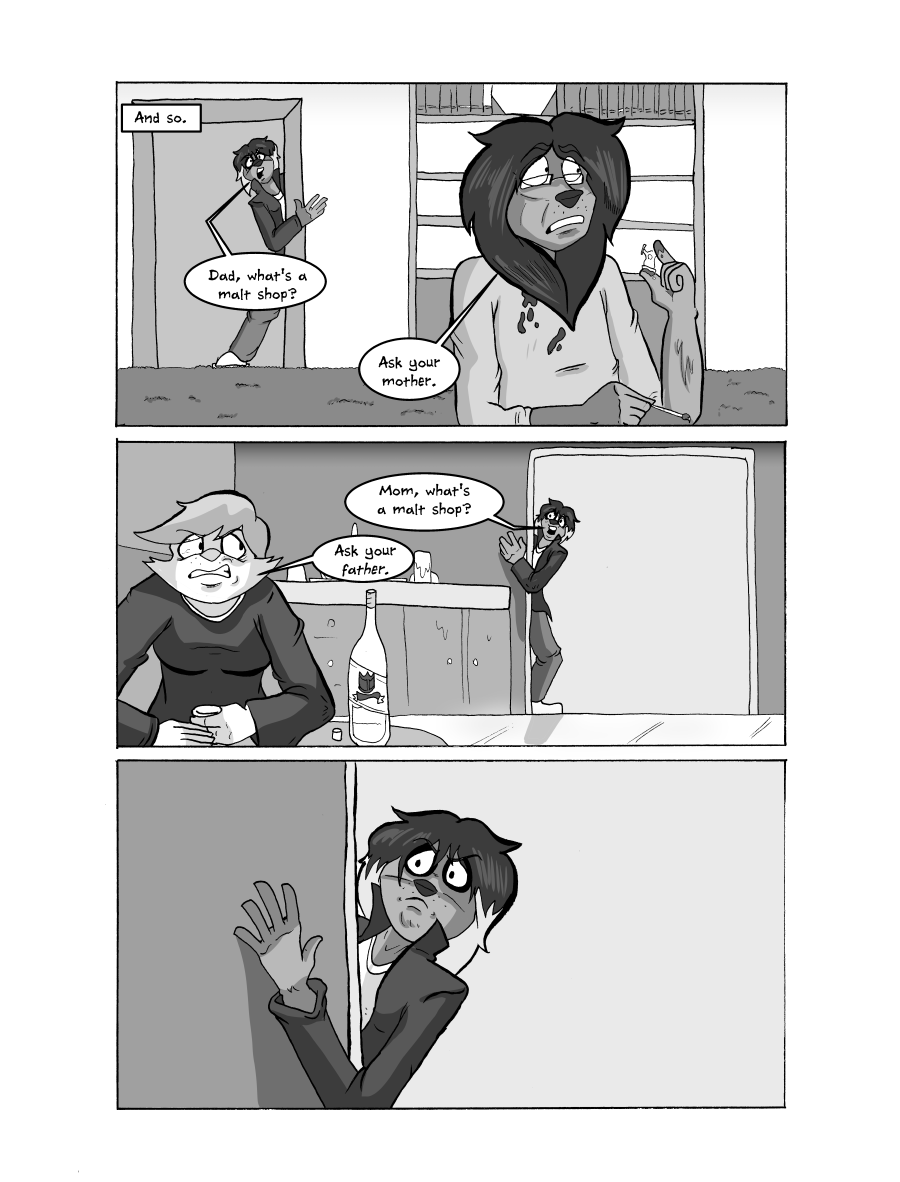 And so.
Dad, what's a
malt shop?
Ask your
mother.
Mom, what's
a malt shop?
Ask your
father.